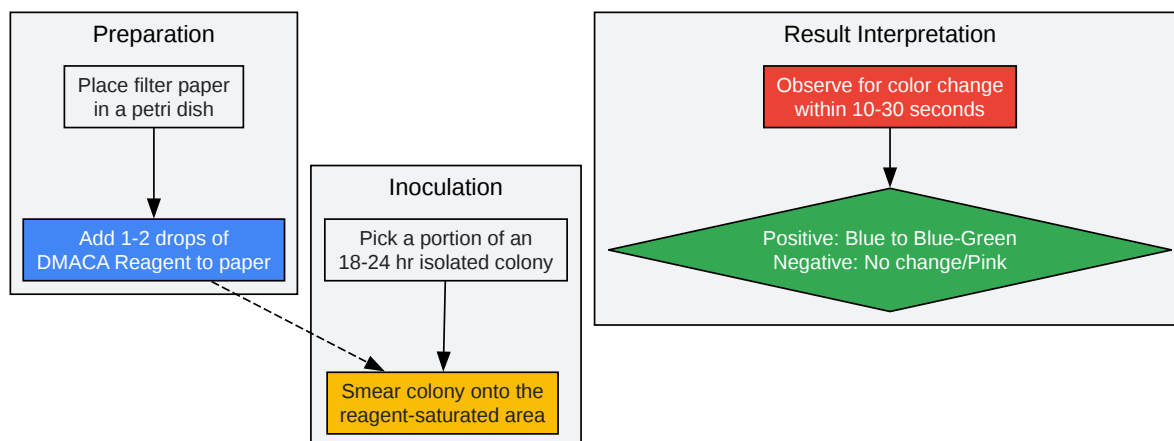 Preparation
Place filter paper
in a petri dish
Add 1-2 drops of
DMACA Reagent to paper
Inoculation
Pick a portion of an
18-24 hr isolated colony
Smear colony onto the
reagent-saturated area
Result Interpretation
Observe for color change
within 10-30 seconds
Positive: Blue to Blue-Green
Negative: No change/Pink